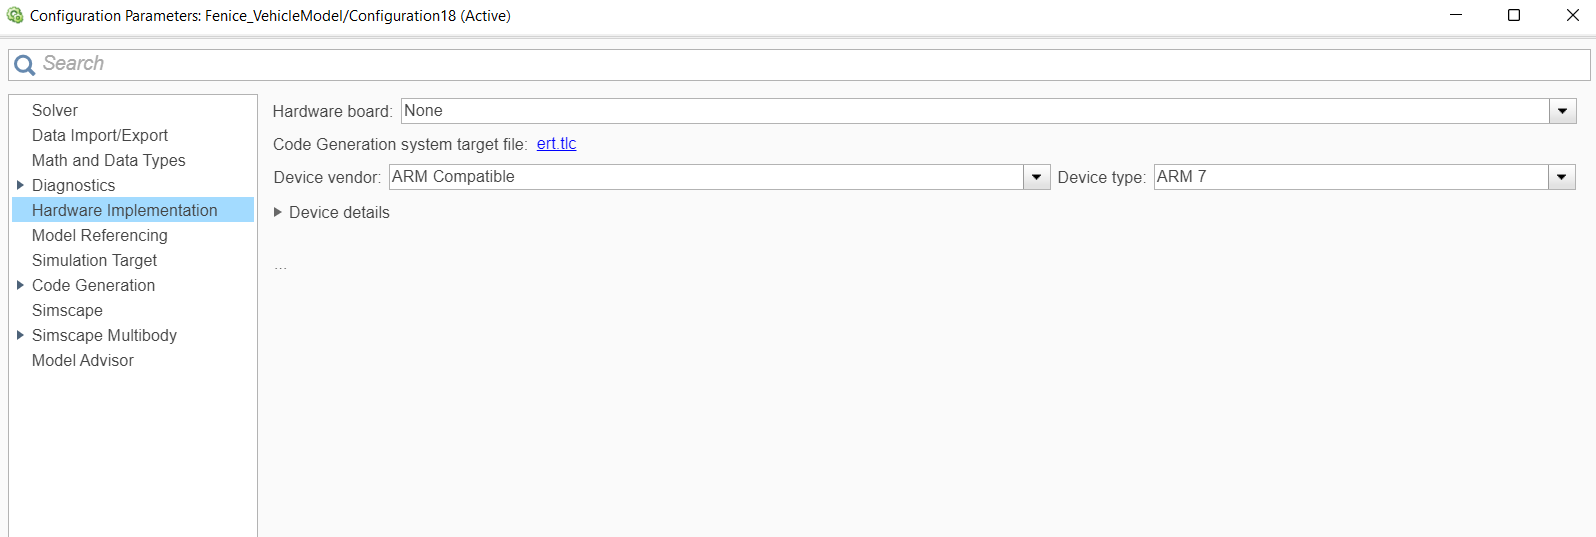 Configuration Parameters: Fenice_VehicleModel/Configuration18 (Active)
Search
Solver
Data Import/Export
Math and Data Types
Diagnostics
Hardware Implementation
Model Referencing
Simulation Target
Code Generation
Simscape
Simscape Multibody
Model Advisor
Hardware board: None
Code Generation system target file: ert.tlc
Device vendor: ARM Compatible Device type: ARM 7
Device details
...